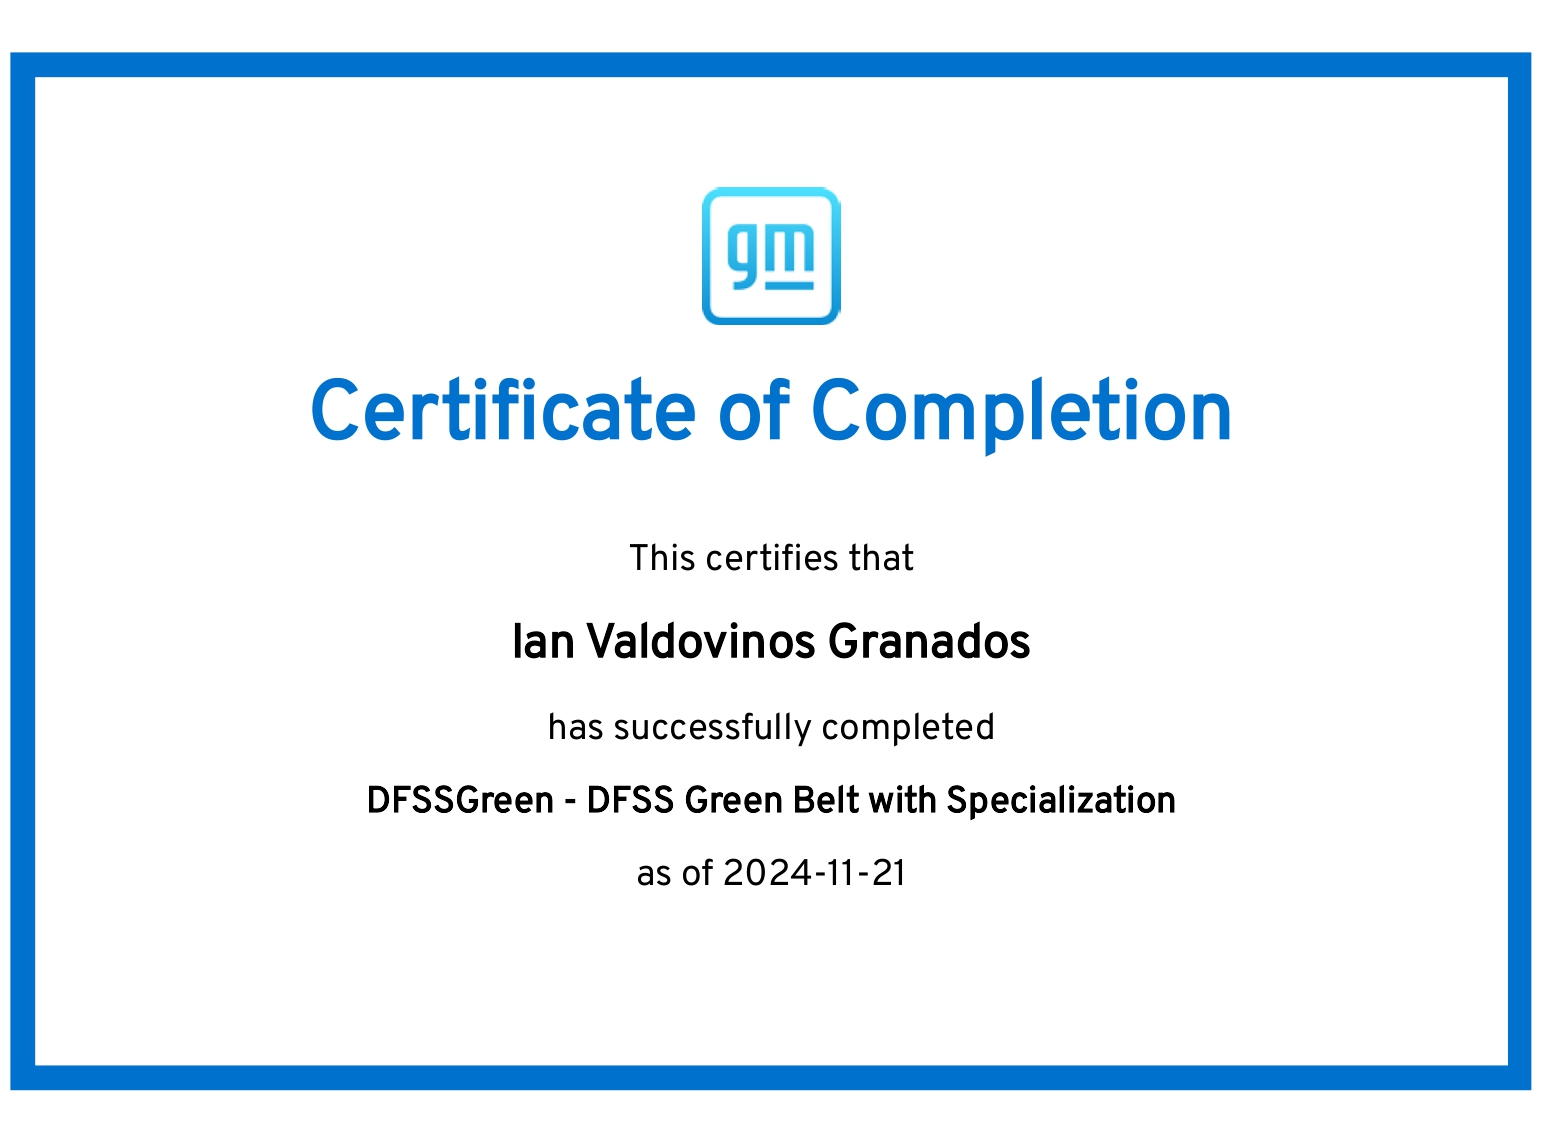 gm
Certificate of Completion
This certifies that
Ian Valdovinos Granados
has successfully completed
DFSSGreen - DFSS Green Belt with Specialization
as of 2024-11-21